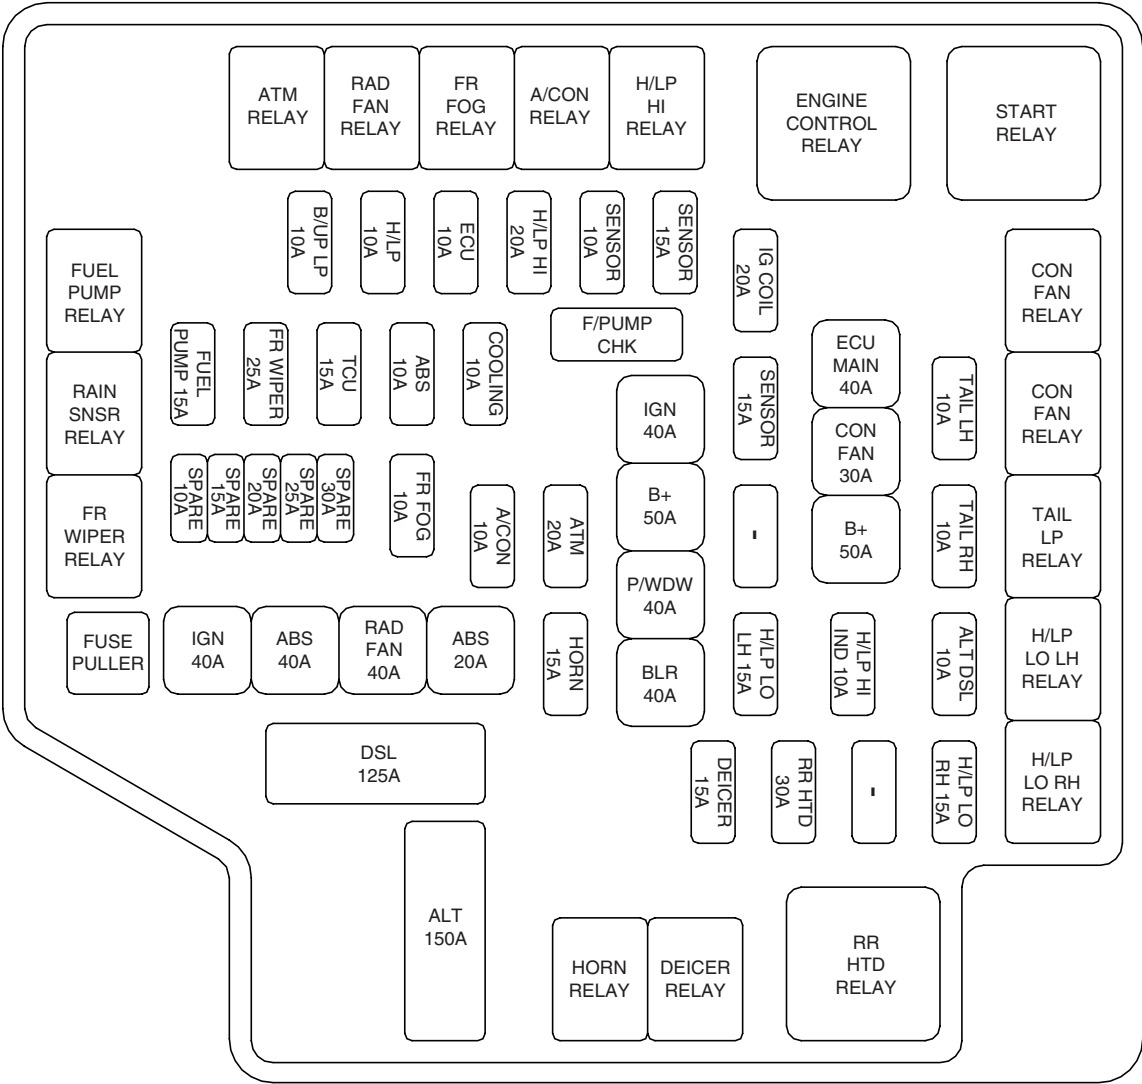 ATM
RELAY
RAD
FAN
RELAY
FR
FOG
RELAY
A/CON
RELAY
H/LP
HI
RELAY
ENGINE
CONTROL
RELAY
START
RELAY
B/UP LP
10A
H/LP
10A
ECU
10A
H/LP HI
20A
SENSOR
10A
SENSOR
15A
IG COIL
20A
FUEL
PUMP
RELAY
CON
FAN
RELAY
F/PUMP
CHK
FUEL
PUMP 15A
FR WIPER
25A
TCU
15A
ABS
10A
COOLING
10A
ECU
MAIN
40A
RAIN
SNSR
RELAY
IGN
40A
SENSOR
15A
CON
FAN
30A
TAIL LH
10A
CON
FAN
RELAY
SPARE
10A
SPARE
15A
SPARE
20A
SPARE
25A
SPARE
30A
FR FOG
10A
A/CON
10A
ATM
20A
B+
50A
-
B+
50A
TAIL RH
10A
TAIL
LP
RELAY
FR
WIPER
RELAY
P/WDW
40A
FUSE
PULLER
IGN
40A
ABS
40A
RAD
FAN
40A
ABS
20A
HORN
15A
BLR
40A
H/LP LO
LH 15A
H/LP HI
IND 10A
ALT DSL
10A
H/LP
LO LH
RELAY
DSL
125A
DEICER
15A
RR HTD
30A
-
H/LP LO
RH 15A
H/LP
LO RH
RELAY
ALT
150A
HORN
RELAY
DEICER
RELAY
RR
HTD
RELAY